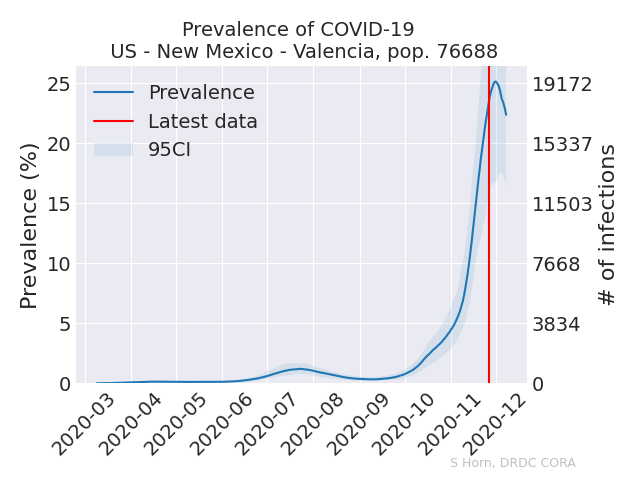 Prevalence of COVID-19
US - New Mexico - Valencia, pop. 76688
Prevalence
Latest data
95CI
Prevalence (%)
25
20
15
10
5
0
19172
15337
11503
7668
3834
0
# of infections
2020-03
2020-04
2020-05
2020-06
2020-07
2020-08
2020-09
2020-10
2020-11
2020-12
S Horn, DRDC CORA